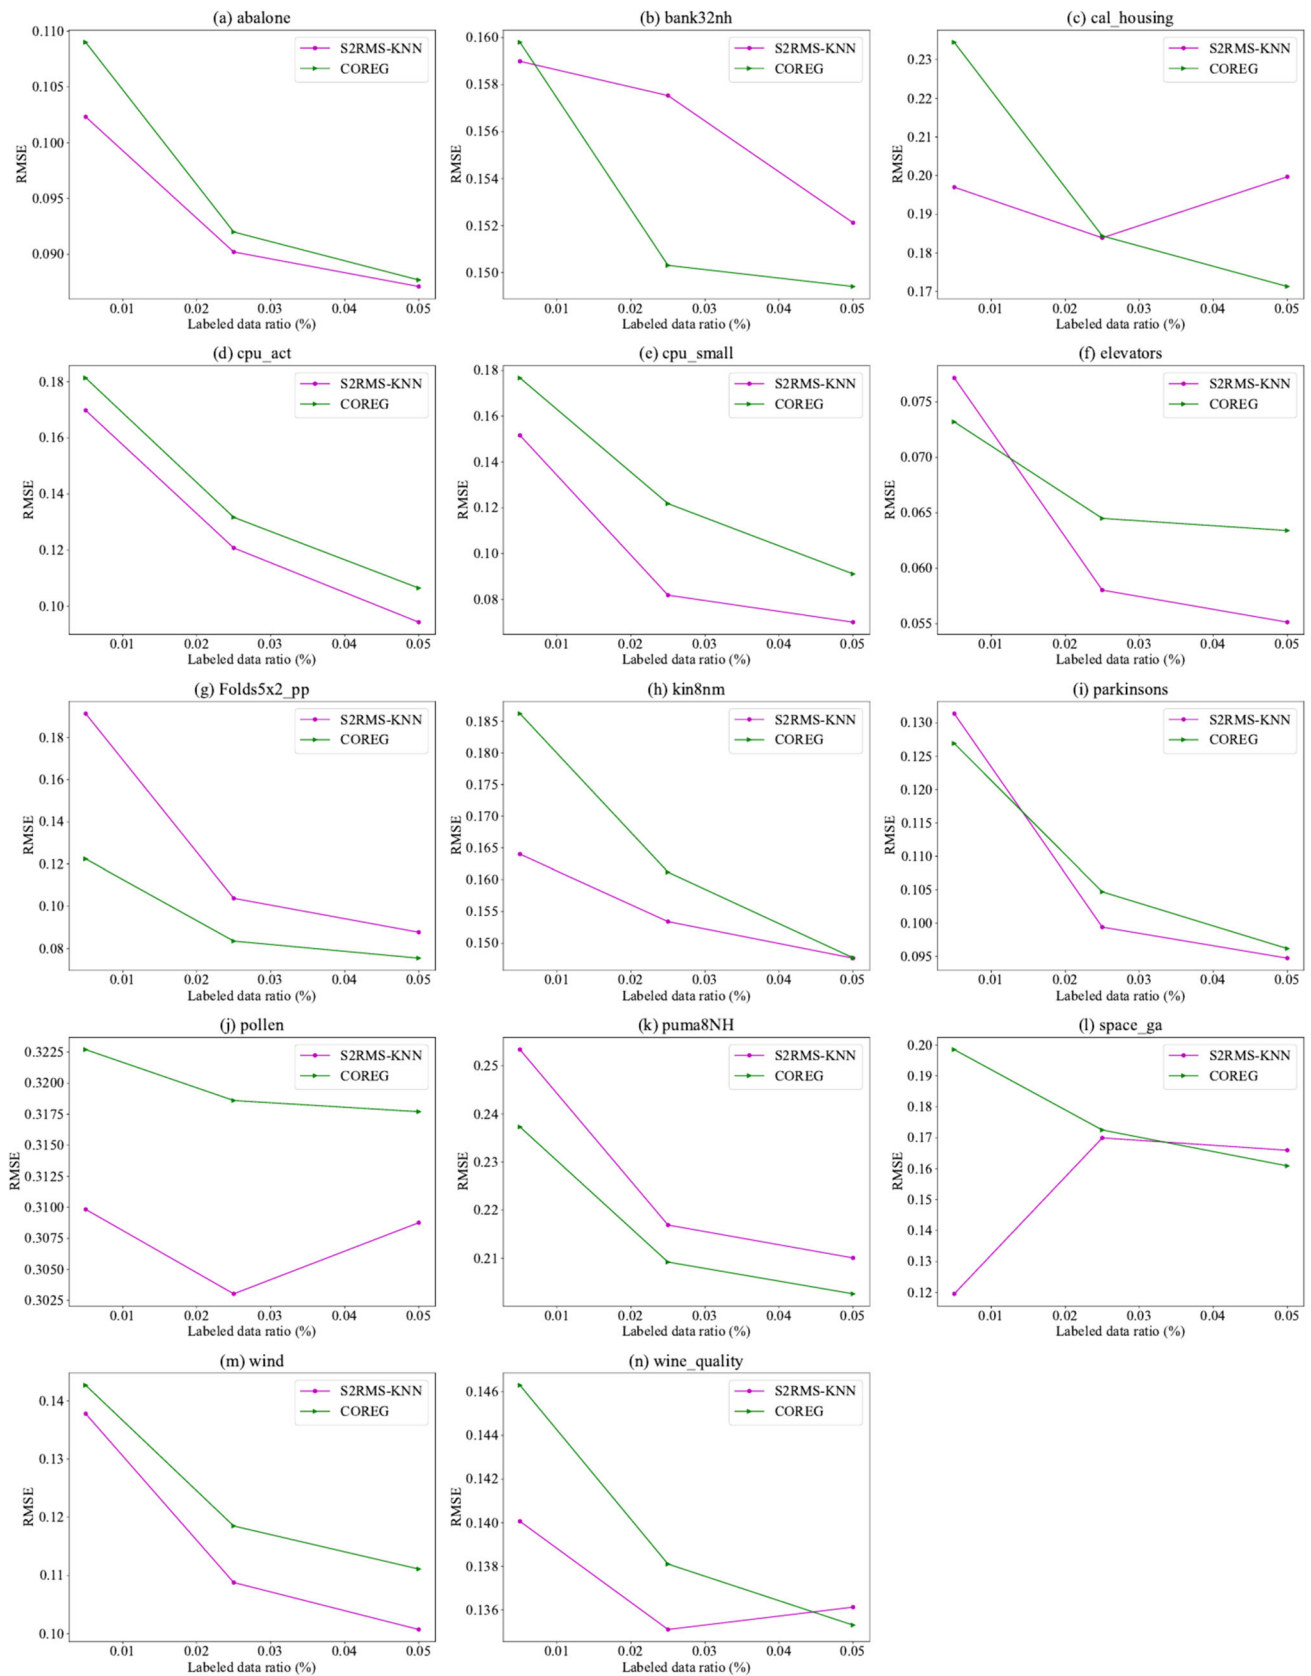 (a) abalone
RMSE
0.110
0.105
0.100
0.095
0.090
S2RMS-KNN
COREG
0.01 0.02 0.03 0.04 0.05
Labeled data ratio (%)
(b) bank32nh
RMSE
0.160
0.158
0.156
0.154
0.152
0.150
S2RMS-KNN
COREG
0.01 0.02 0.03 0.04 0.05
Labeled data ratio (%)
(c) cal_housing
RMSE
0.23
0.22
0.21
0.20
0.19
0.18
0.17
S2RMS-KNN
COREG
0.01 0.02 0.03 0.04 0.05
Labeled data ratio (%)
(d) cpu_act
RMSE
0.18
0.16
0.14
0.12
0.10
S2RMS-KNN
COREG
0.01 0.02 0.03 0.04 0.05
Labeled data ratio (%)
(e) cpu_small
RMSE
0.18
0.16
0.14
0.12
0.10
0.08
S2RMS-KNN
COREG
0.01 0.02 0.03 0.04 0.05
Labeled data ratio (%)
(f) elevators
RMSE
0.075
0.070
0.065
0.060
0.055
S2RMS-KNN
COREG
0.01 0.02 0.03 0.04 0.05
Labeled data ratio (%)
(g) Folds5x2_pp
RMSE
0.18
0.16
0.14
0.12
0.10
0.08
S2RMS-KNN
COREG
0.01 0.02 0.03 0.04 0.05
Labeled data ratio (%)
(h) kin8nm
RMSE
0.185
0.180
0.175
0.170
0.165
0.160
0.155
0.150
S2RMS-KNN
COREG
0.01 0.02 0.03 0.04 0.05
Labeled data ratio (%)
(i) parkinsons
RMSE
0.130
0.125
0.120
0.115
0.110
0.105
0.100
0.095
S2RMS-KNN
COREG
0.01 0.02 0.03 0.04 0.05
Labeled data ratio (%)
(j) pollen
RMSE
0.3225
0.3200
0.3175
0.3150
0.3125
0.3100
0.3075
0.3050
0.3025
S2RMS-KNN
COREG
0.01 0.02 0.03 0.04 0.05
Labeled data ratio (%)
(k) puma8NH
RMSE
0.25
0.24
0.23
0.22
0.21
S2RMS-KNN
COREG
0.01 0.02 0.03 0.04 0.05
Labeled data ratio (%)
(l) space_ga
RMSE
0.20
0.19
0.18
0.17
0.16
0.15
0.14
0.13
0.12
S2RMS-KNN
COREG
0.01 0.02 0.03 0.04 0.05
Labeled data ratio (%)
(m) wind
RMSE
0.14
0.13
0.12
0.11
0.10
S2RMS-KNN
COREG
0.01 0.02 0.03 0.04 0.05
Labeled data ratio (%)
(n) wine_quality
RMSE
0.146
0.144
0.142
0.140
0.138
0.136
S2RMS-KNN
COREG
0.01 0.02 0.03 0.04 0.05
Labeled data ratio (%)